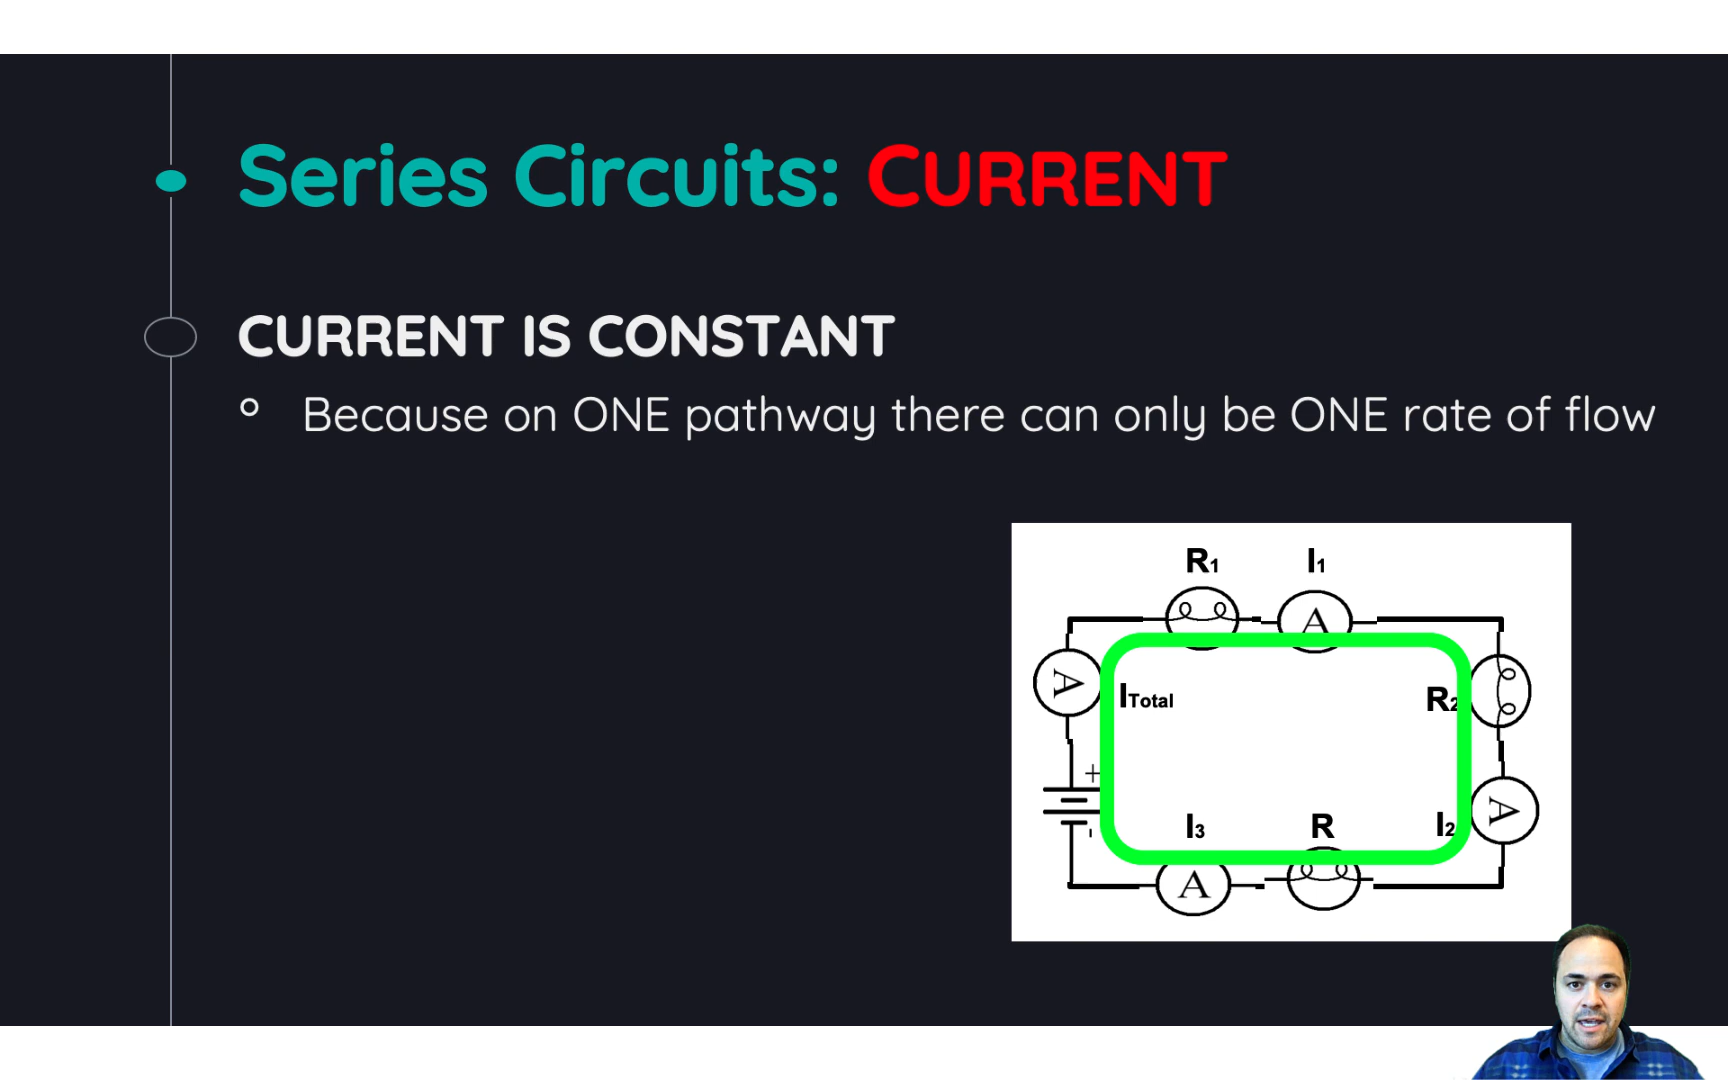 Series Circuits: CURRENT
CURRENT IS CONSTANT
Because on ONE pathway there can only be ONE rate of flow
R₁ I₁
A
A
I Total
R₂
+
-
I₃ R I₂
A
A